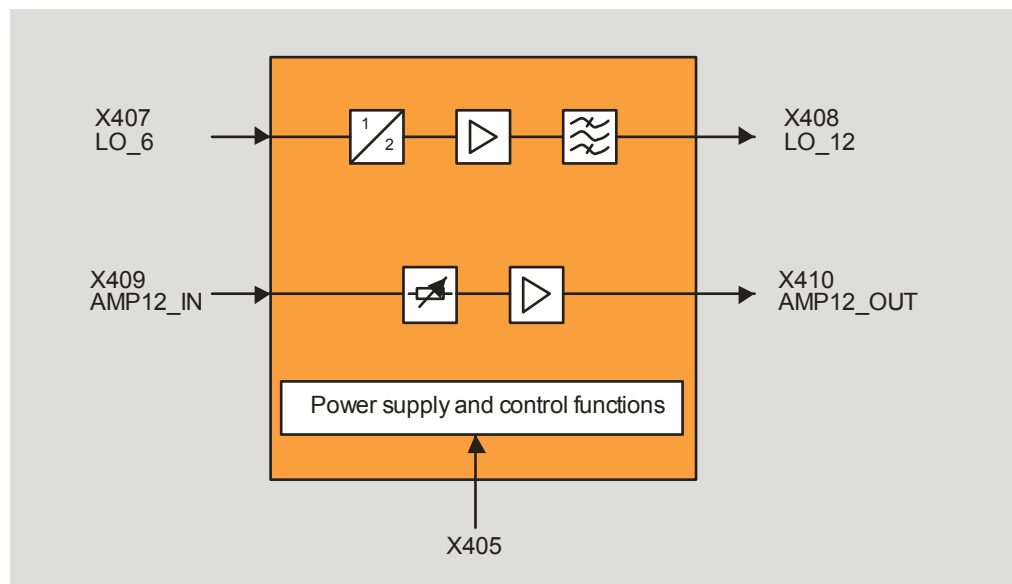 X407
LO_6
1
2
X408
LO_12
X409
AMP12_IN
X410
AMP12_OUT
Power supply and control functions
X405